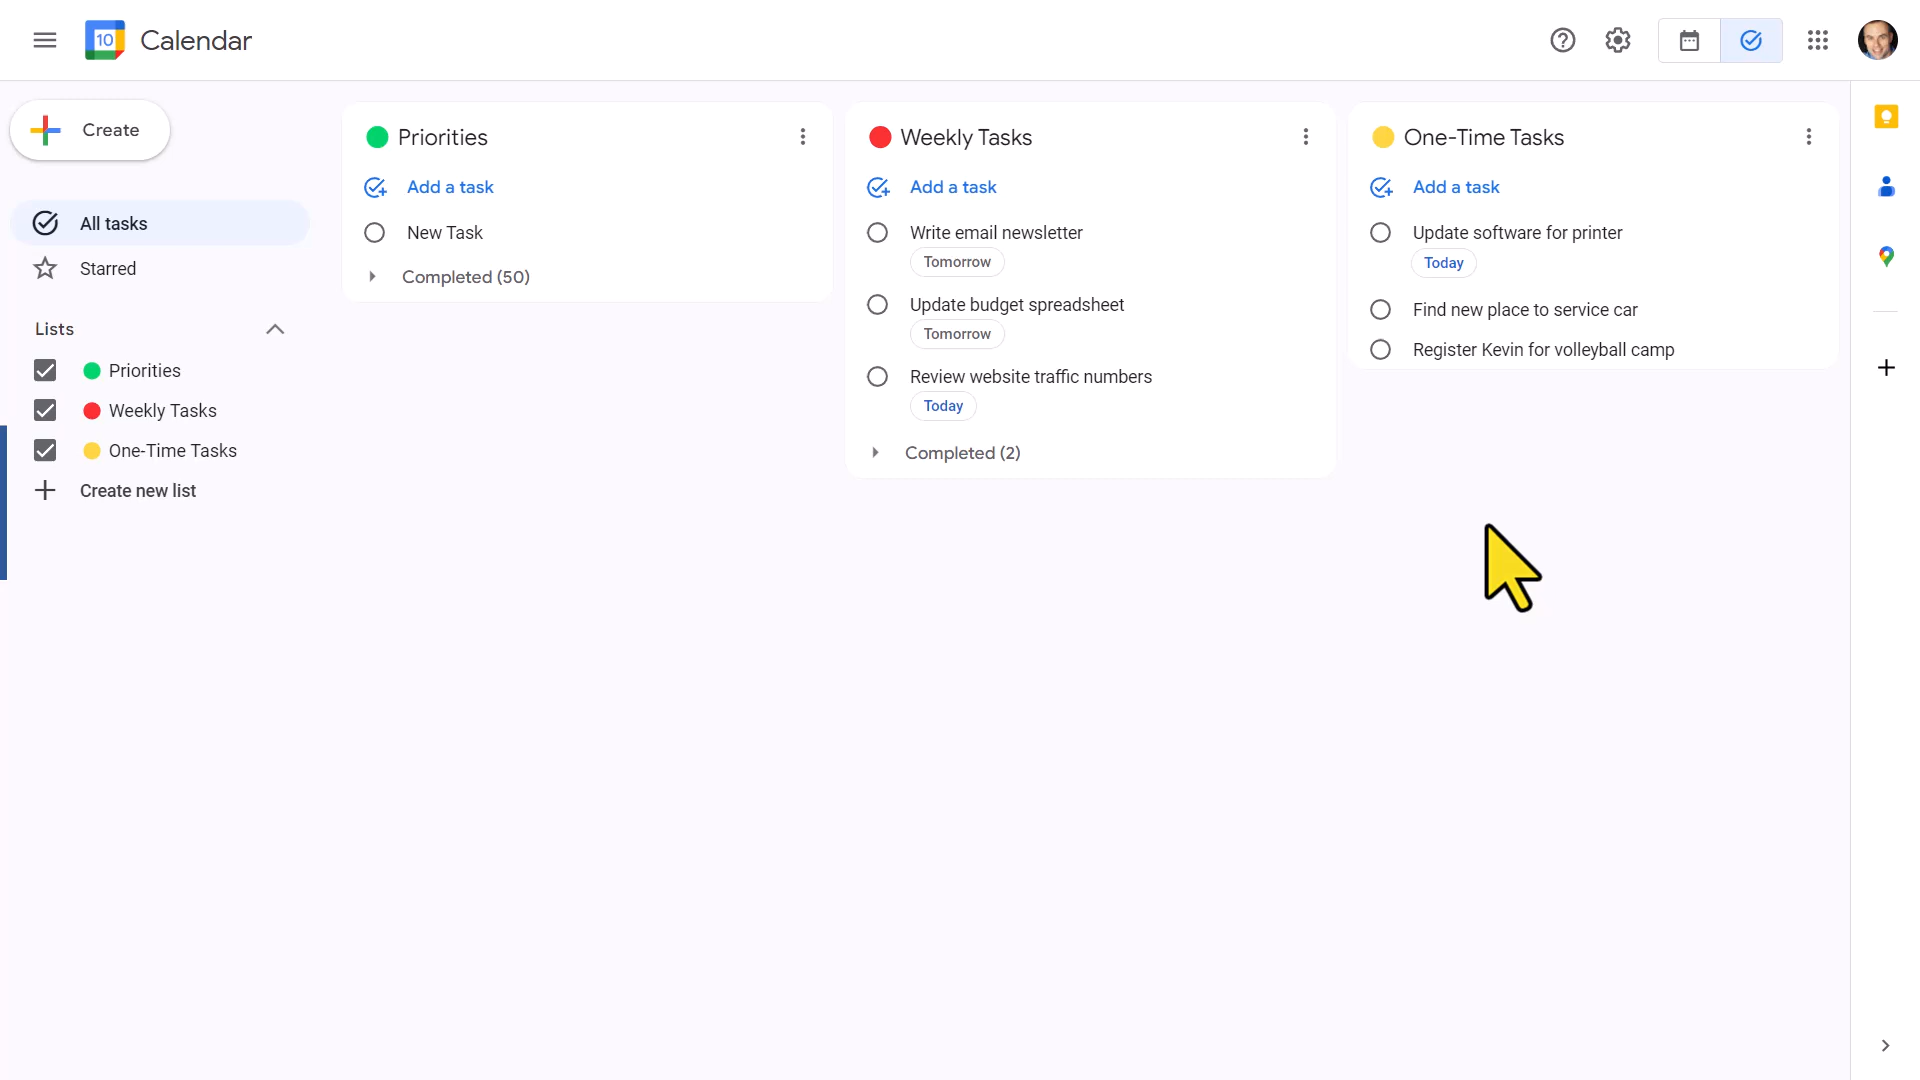 10 Calendar
Create
All tasks
Starred
Lists
Priorities
Weekly Tasks
One-Time Tasks
Create new list
Priorities
Add a task
New Task
Completed (50)
Weekly Tasks
Add a task
Write email newsletter
Tomorrow
Update budget spreadsheet
Tomorrow
Review website traffic numbers
Today
Completed (2)
One-Time Tasks
Add a task
Update software for printer
Today
Find new place to service car
Register Kevin for volleyball camp